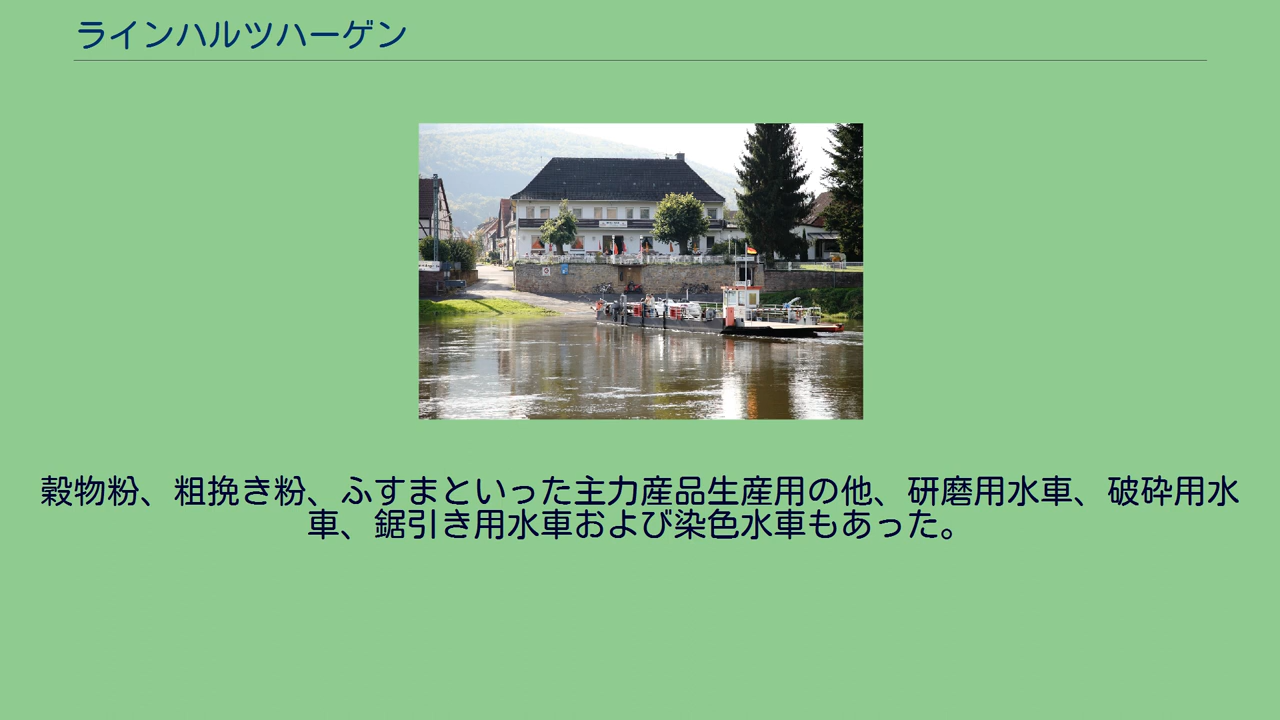 ラインハルツハーゲン
穀物粉、粗挽き粉、ふすまといった主力産品生産用の他、研磨用水車、破砕用水
車、鋸引き用水車および染色水車もあった。